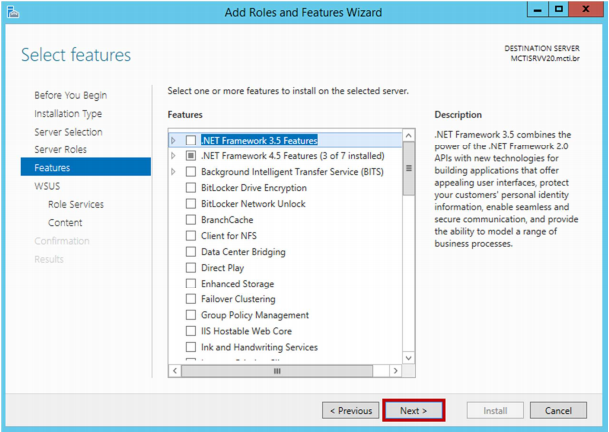 Add Roles and Features Wizard
Select features
DESTINATION SERVER
MCTISRVV20.mcti.br
Before You Begin
Installation Type
Server Selection
Server Roles
Features
WSUS
Role Services
Content
Confirmation
Results
Select one or more features to install on the selected server.
Features
.NET Framework 3.5 Features
.NET Framework 4.5 Features (3 of 7 installed)
Background Intelligent Transfer Service (BITS)
BitLocker Drive Encryption
BitLocker Network Unlock
BranchCache
Client for NFS
Data Center Bridging
Direct Play
Enhanced Storage
Failover Clustering
Group Policy Management
IIS Hostable Web Core
Ink and Handwriting Services
Description
.NET Framework 3.5 combines the
power of the .NET Framework 2.0
APIs with new technologies for
building applications that offer
appealing user interfaces, protect
your customers' personal identity
information, enable seamless and
secure communication, and provide
the ability to model a range of
business processes.
< Previous
Next >
Install
Cancel